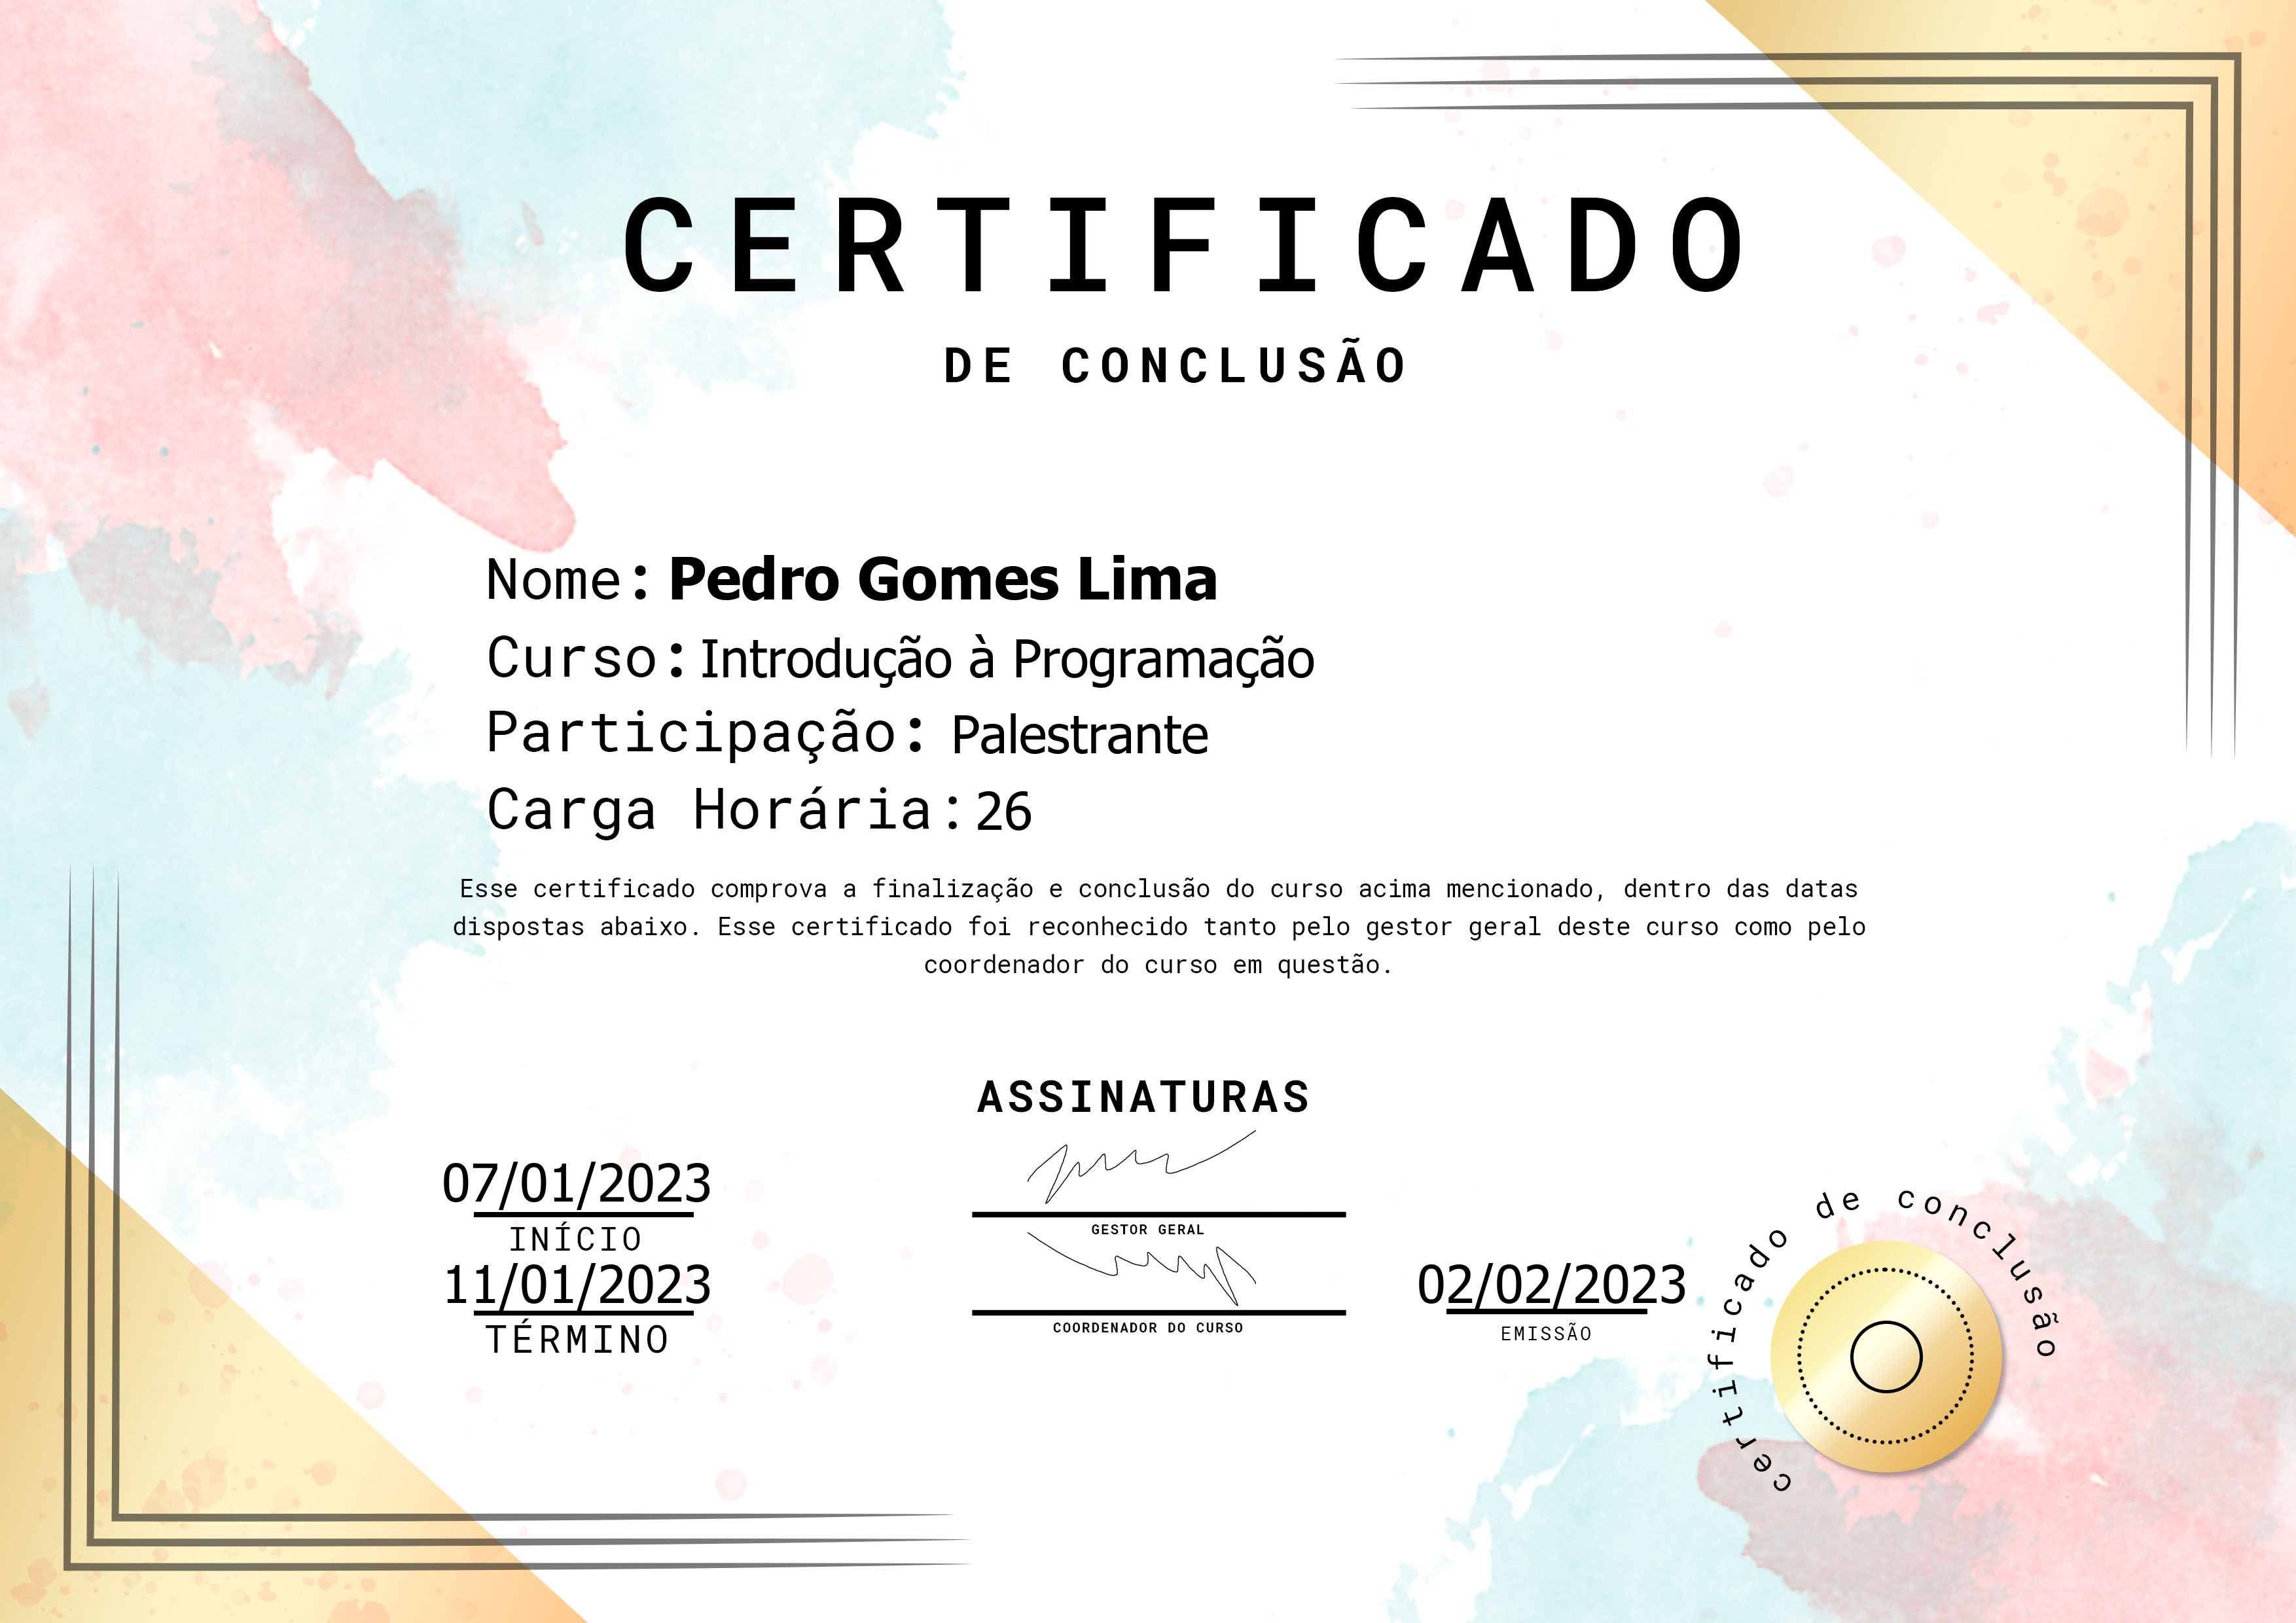 CERTIFICADO
DE CONCLUSÃO
Nome: Pedro Gomes Lima
Curso: Introdução à Programação
Participação: Palestrante
Carga Horária: 26
Esse certificado comprova a finalização e conclusão do curso acima mencionado, dentro das datas
dispostas abaixo. Esse certificado foi reconhecido tanto pelo gestor geral deste curso como pelo
coordenador do curso em questão.
ASSINATURAS
07/01/2023
INÍCIO
11/01/2023
TÉRMINO
GESTOR GERAL
COORDENADOR DO CURSO
02/02/2023
EMISSÃO
certificado de conclusão